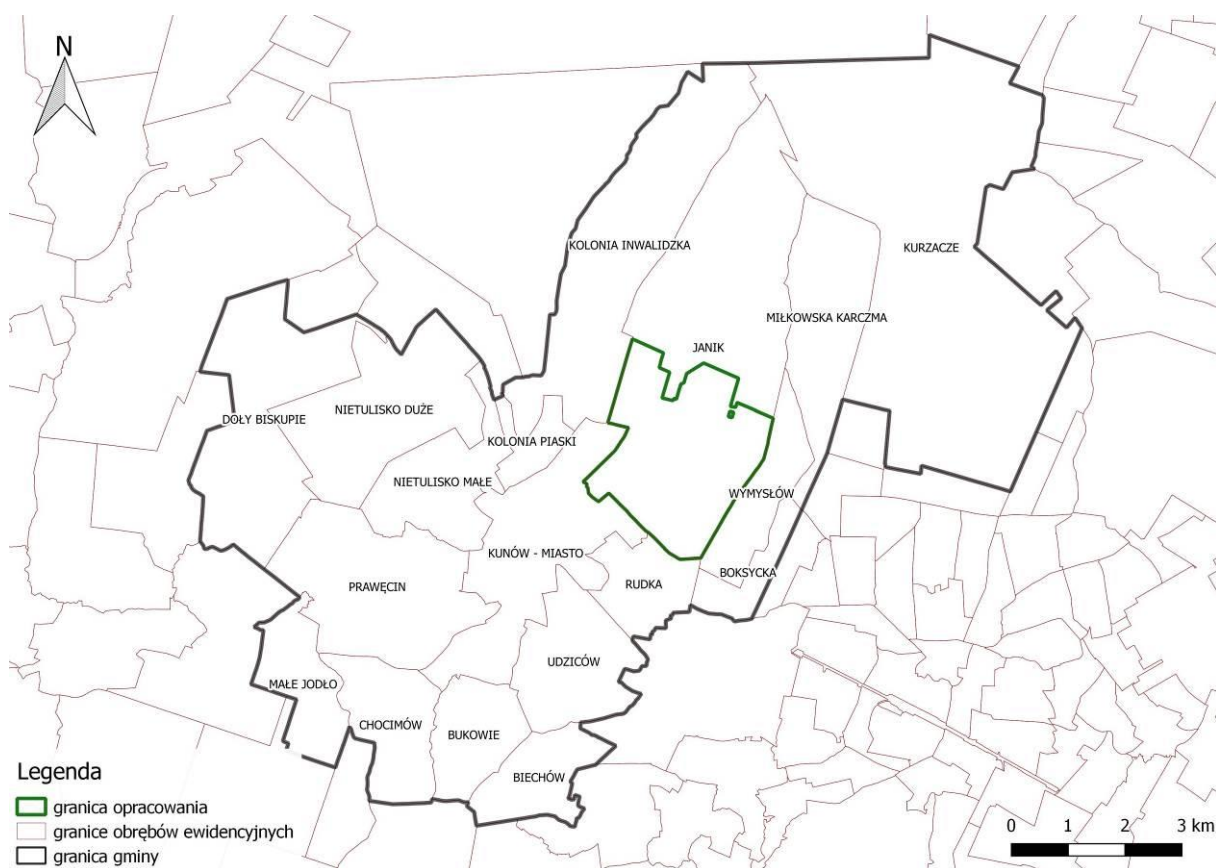 N
KOLONIA INWALIDZKA
KURZACZE
MIŁKOWSKA KARCZMA
JANIK
NIETULISKO DUŻE
DOŁY BISKUPIE
KOLONIA PIASKI
NIETULISKO MAŁE
WYMYSŁÓW
KUNÓW - MIASTO
BOKSYCKA
PRAWĘCIN
RUDKA
UDZICÓW
MAŁE JODŁO
CHOCIMÓW
BUKOWIE
BIECHÓW
Legenda
granica opracowania
granice obrębów ewidencyjnych
granica gminy
0 1 2 3 km